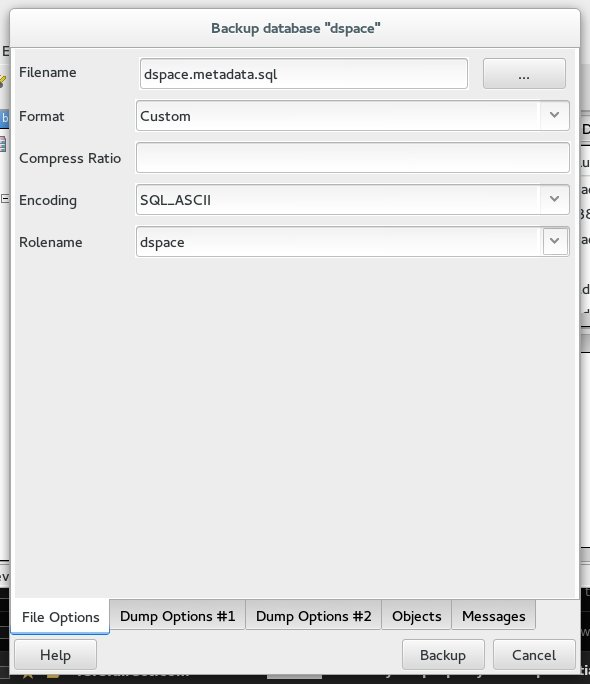 Backup database "dspace"
Filename dspace.metadata.sql ...
Format Custom
Compress Ratio
Encoding SQL_ASCII
Rolename dspace
File Options Dump Options #1 Dump Options #2 Objects Messages
Help Backup Cancel